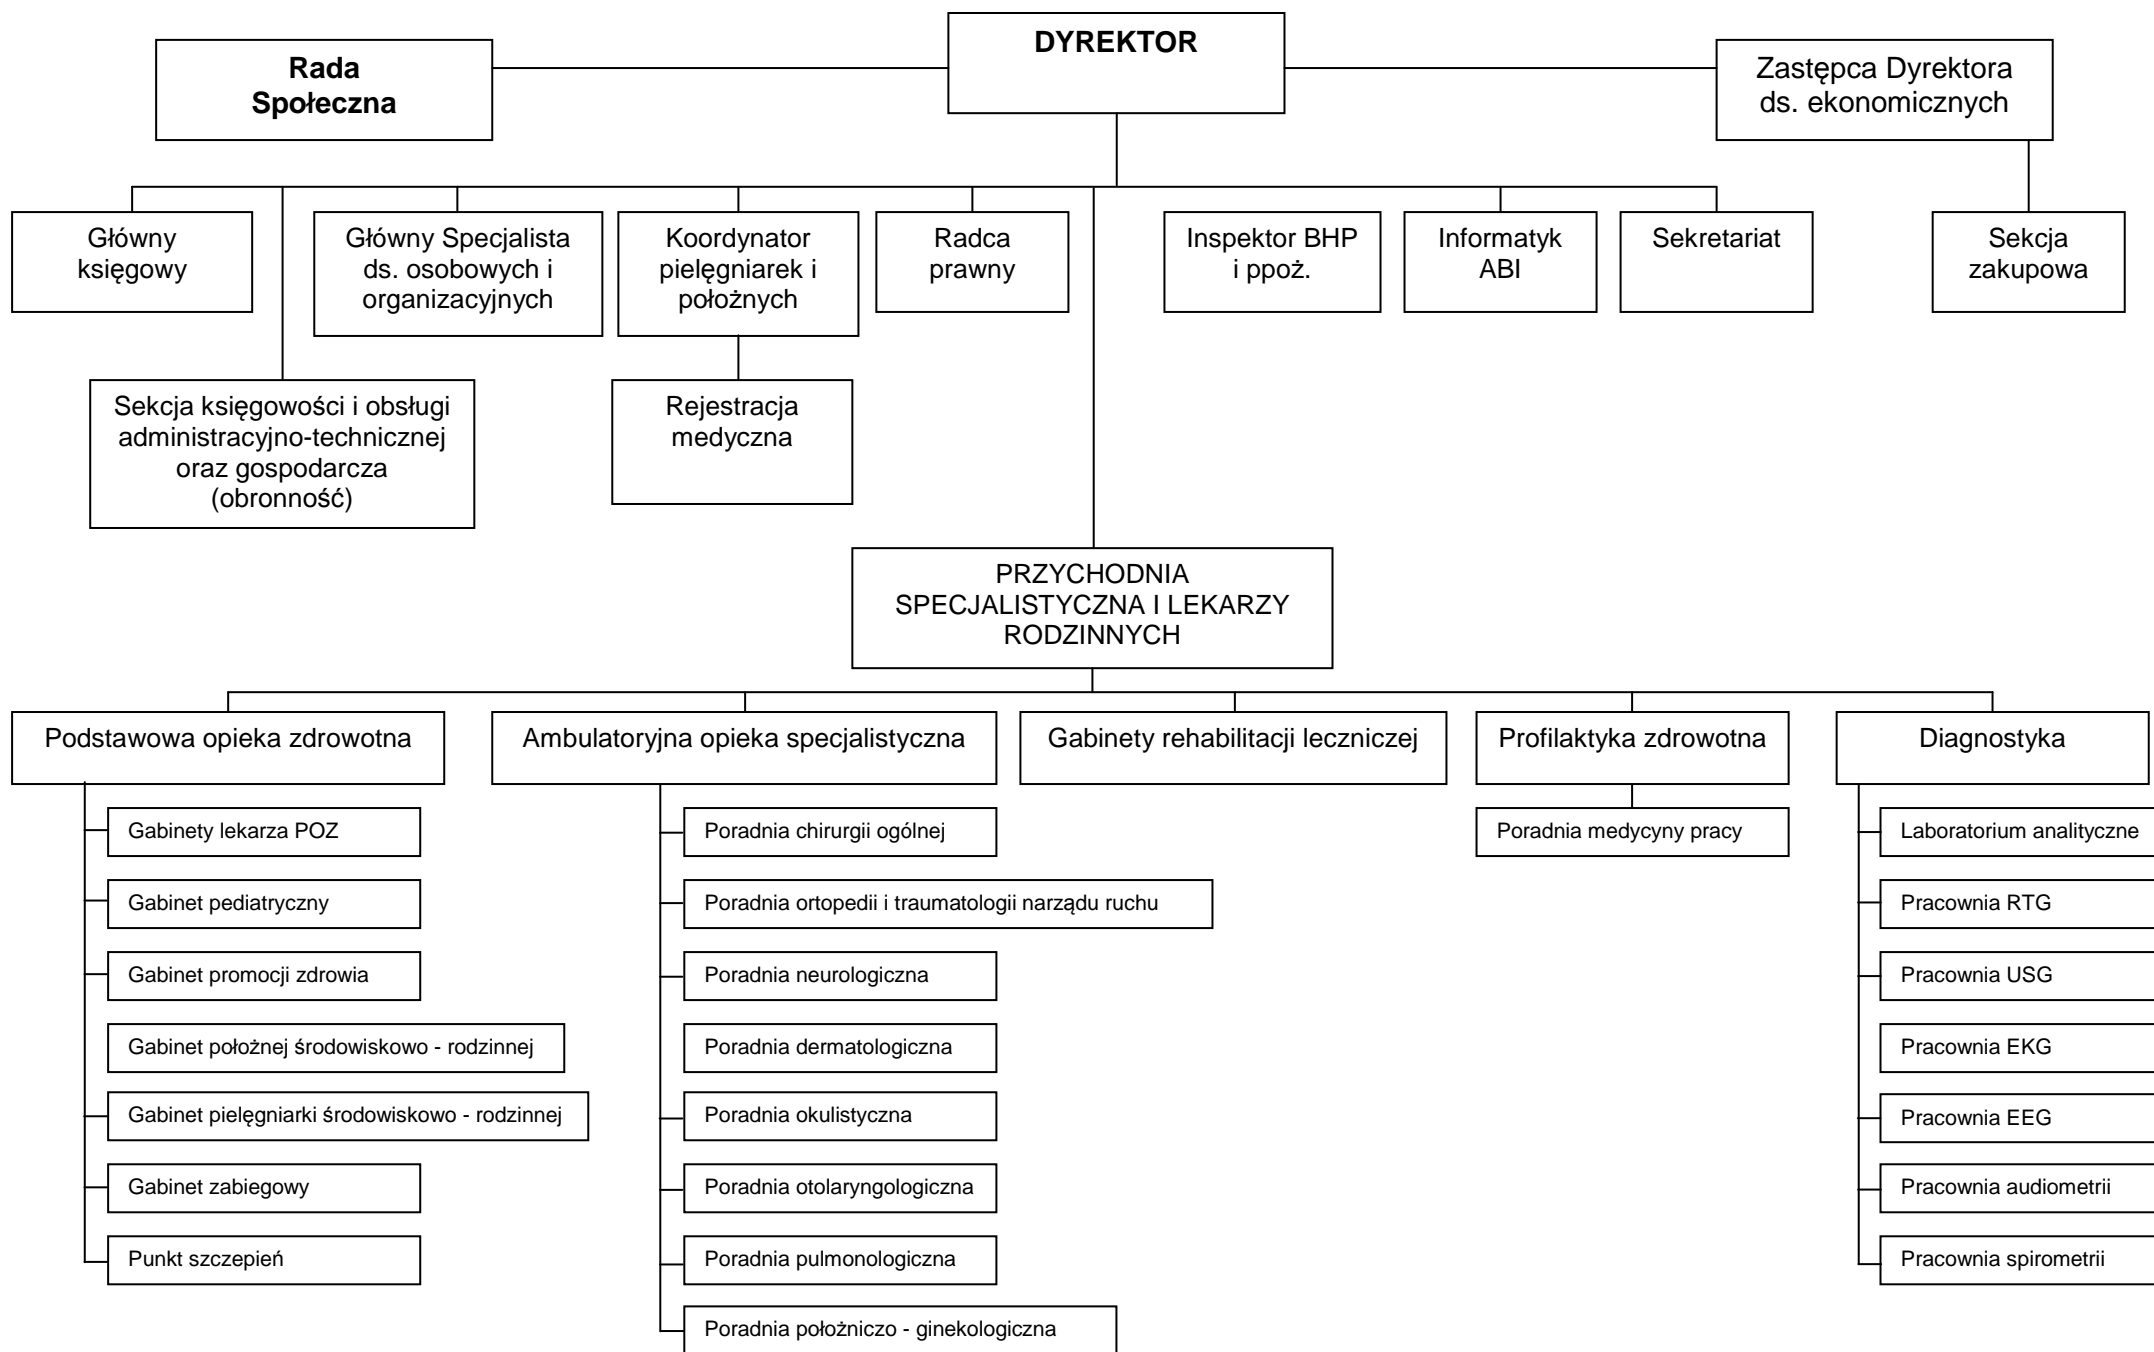 DYREKTOR
Rada
Społeczna
Zastępca Dyrektora
ds. ekonomicznych
Główny
księgowy
Główny Specjalista
ds. osobowych i
organizacyjnych
Koordynator
pielęgniarek i
położnych
Radca
prawny
Inspektor BHP
i ppoż.
Informatyk
ABI
Sekretariat
Sekcja
zakupowa
Sekcja księgowości i obsługi
administracyjno-technicznej
oraz gospodarcza
(obronność)
Rejestracja
medyczna
PRZYCHODNIA
SPECJALISTYCZNA I LEKARZY
RODZINNYCH
Podstawowa opieka zdrowotna
Gabinety lekarza POZ
Gabinet pediatryczny
Gabinet promocji zdrowia
Gabinet położnej środowiskowo - rodzinnej
Gabinet pielęgniarki środowiskowo - rodzinnej
Gabinet zabiegowy
Punkt szczepień
Ambulatoryjna opieka specjalistyczna
Poradnia chirurgii ogólnej
Poradnia ortopedii i traumatologii narządu ruchu
Poradnia neurologiczna
Poradnia dermatologiczna
Poradnia okulistyczna
Poradnia otolaryngologiczna
Poradnia pulmonologiczna
Poradnia położniczo - ginekologiczna
Gabinety rehabilitacji leczniczej
Profilaktyka zdrowotna
Poradnia medycyny pracy
Diagnostyka
Laboratorium analityczne
Pracownia RTG
Pracownia USG
Pracownia EKG
Pracownia EEG
Pracownia audiometrii
Pracownia spirometrii